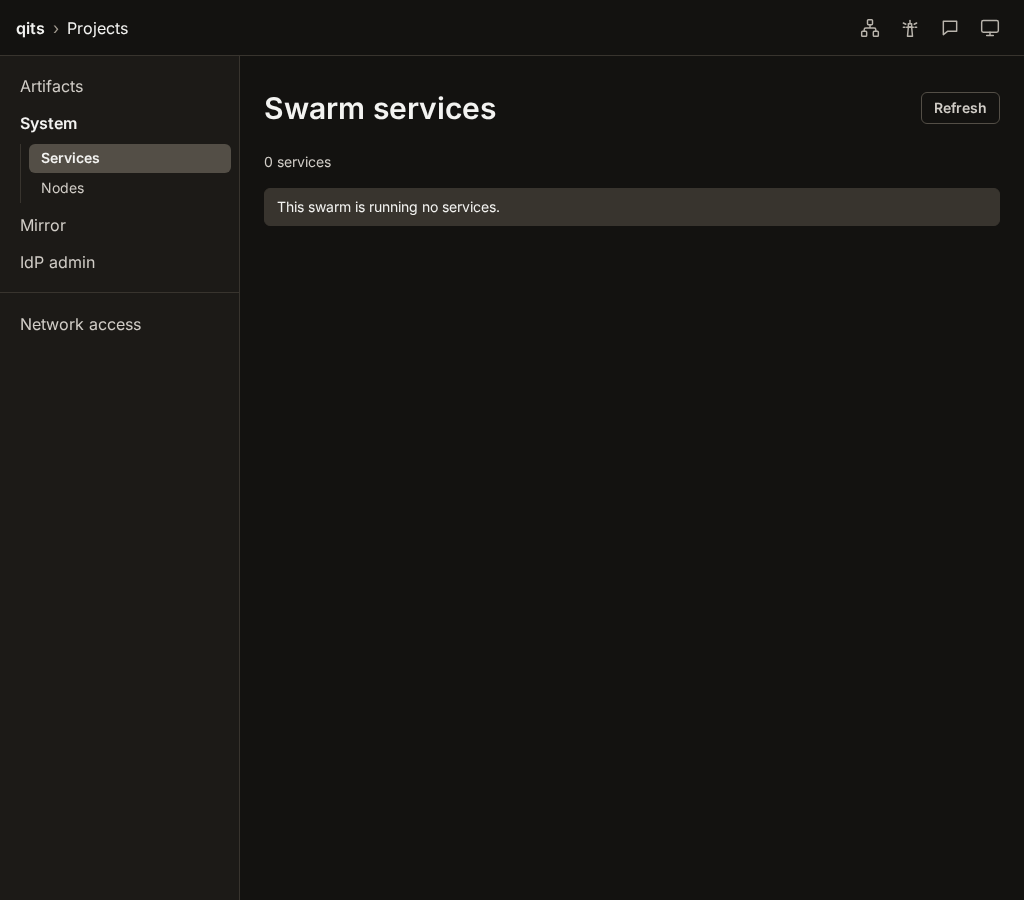 qits › Projects
Artifacts
System
Services
Nodes
Mirror
IdP admin
Network access
Swarm services
Refresh
0 services
This swarm is running no services.